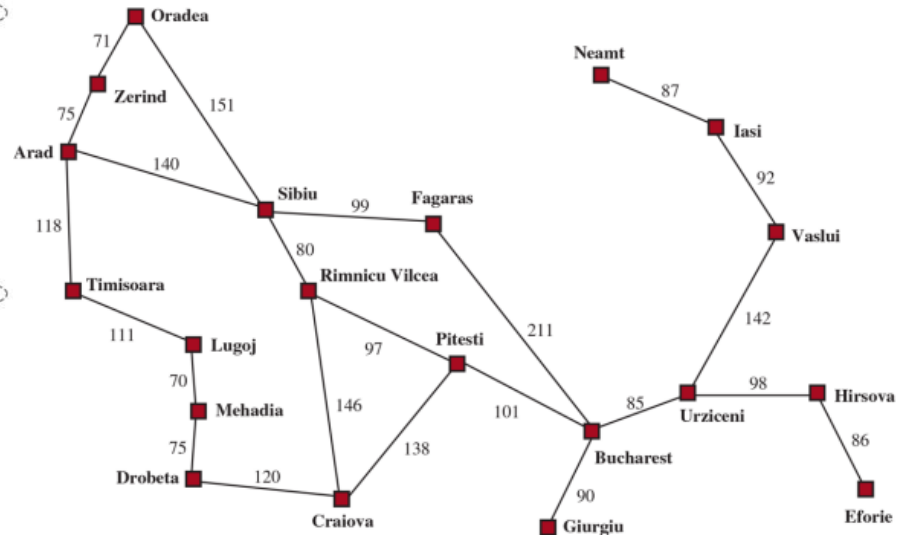 Oradea
71
Neamt
87
Zerind
151
75
Iasi
Arad
140
92
Sibiu
Fagaras
99
118
Vaslui
80
Timisoara
Rimnicu Vilcea
142
211
111
Lugoj
Pitesti
97
70
98
Hirsova
146
85
Urziceni
Mehadia
101
86
75
138
Bucharest
Drobeta
120
90
Eforie
Craiova
Giurgiu